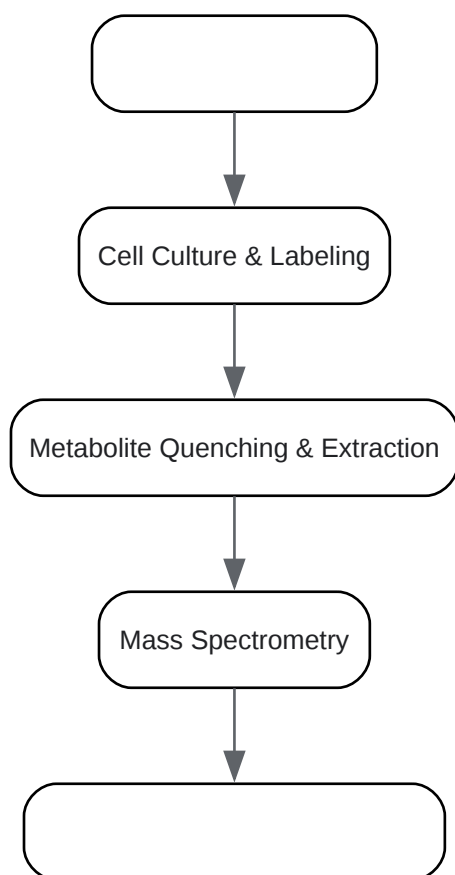 Cell Culture & Labeling
Metabolite Quenching & Extraction
Mass Spectrometry